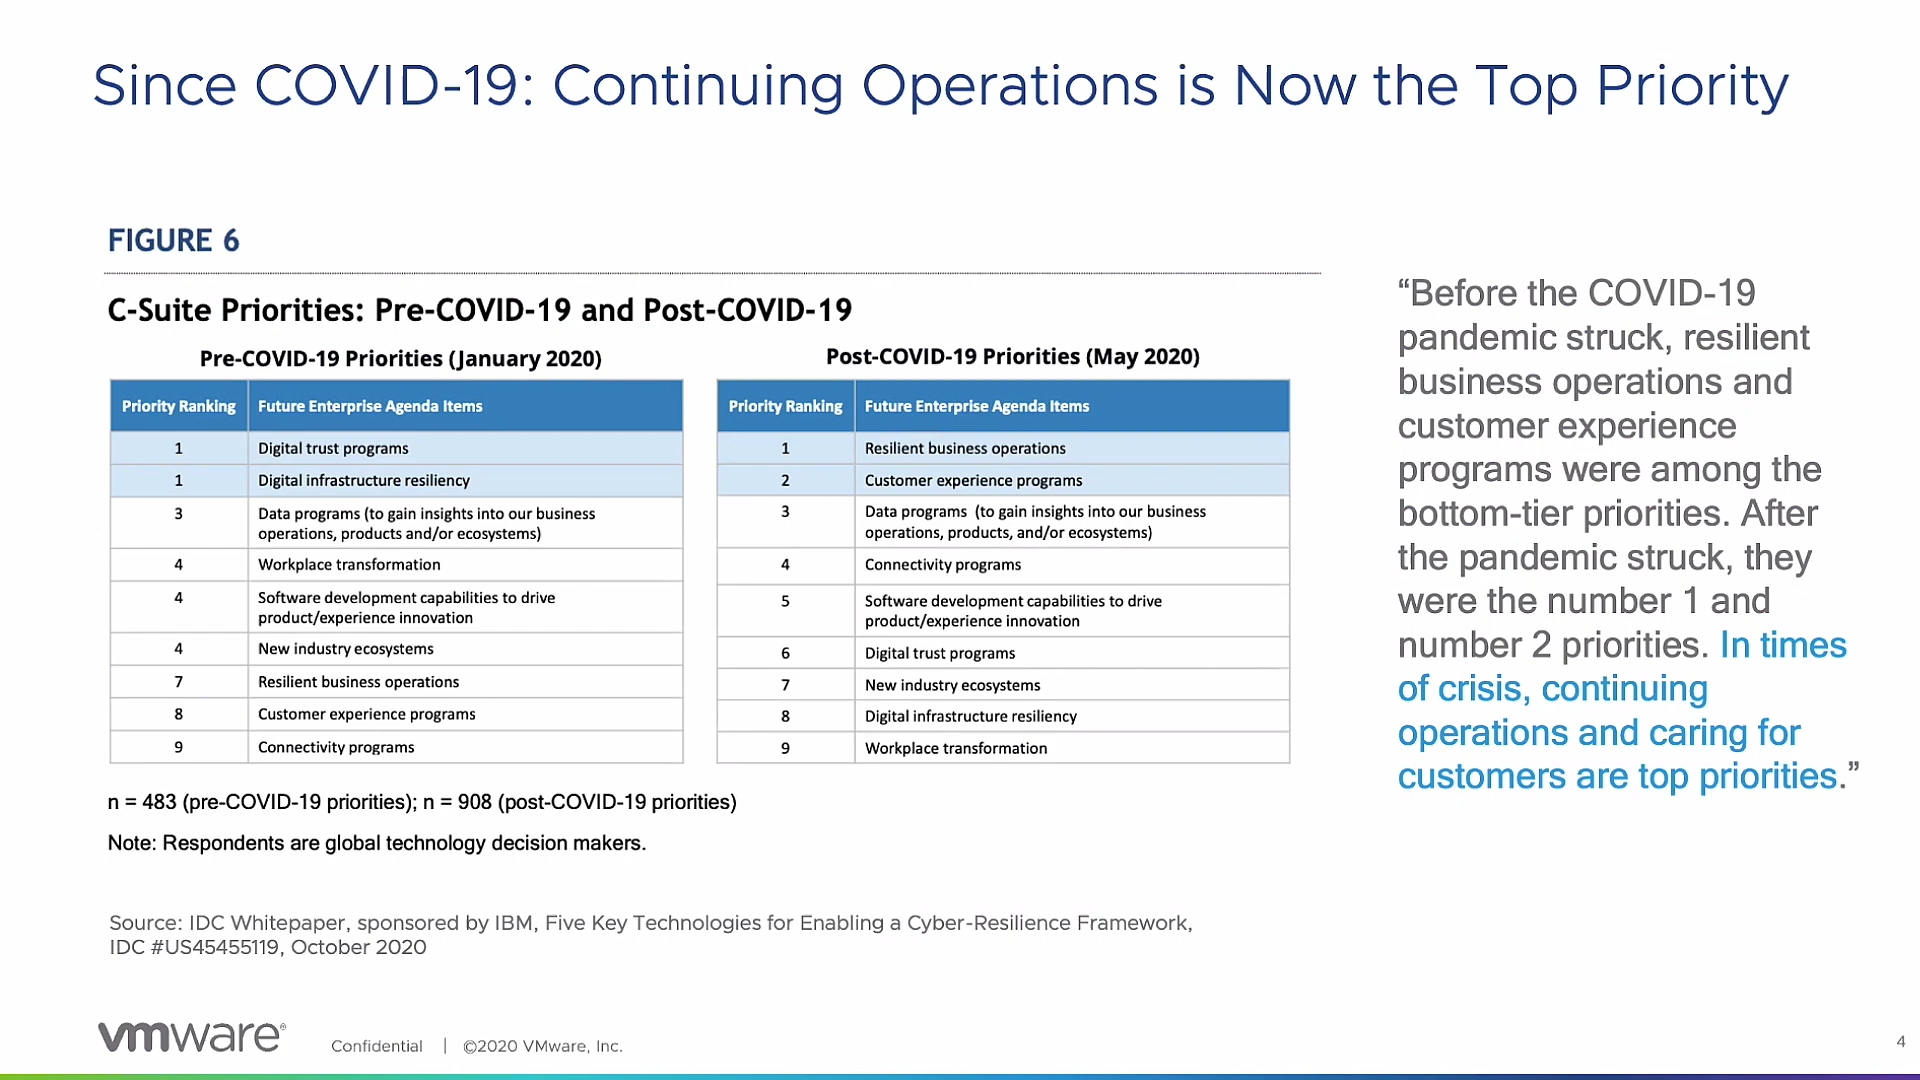 Since COVID-19: Continuing Operations is Now the Top Priority
FIGURE 6
C-Suite Priorities: Pre-COVID-19 and Post-COVID-19
Pre-COVID-19 Priorities (January 2020)
Priority Ranking Future Enterprise Agenda Items
1 Digital trust programs
1 Digital infrastructure resiliency
3 Data programs (to gain insights into our business
operations, products and/or ecosystems)
4 Workplace transformation
4 Software development capabilities to drive
product/experience innovation
4 New industry ecosystems
7 Resilient business operations
8 Customer experience programs
9 Connectivity programs
Post-COVID-19 Priorities (May 2020)
Priority Ranking Future Enterprise Agenda Items
1 Resilient business operations
2 Customer experience programs
3 Data programs (to gain insights into our business
operations, products, and/or ecosystems)
4 Connectivity programs
5 Software development capabilities to drive
product/experience innovation
6 Digital trust programs
7 New industry ecosystems
8 Digital infrastructure resiliency
9 Workplace transformation
n = 483 (pre-COVID-19 priorities); n = 908 (post-COVID-19 priorities)
Note: Respondents are global technology decision makers.
“Before the COVID-19
pandemic struck, resilient
business operations and
customer experience
programs were among the
bottom-tier priorities. After
the pandemic struck, they
were the number 1 and
number 2 priorities. In times
of crisis, continuing
operations and caring for
customers are top priorities.”
Source: IDC Whitepaper, sponsored by IBM, Five Key Technologies for Enabling a Cyber-Resilience Framework,
IDC #US45455119, October 2020
vmware® Confidential | ©2020 VMware, Inc.
4